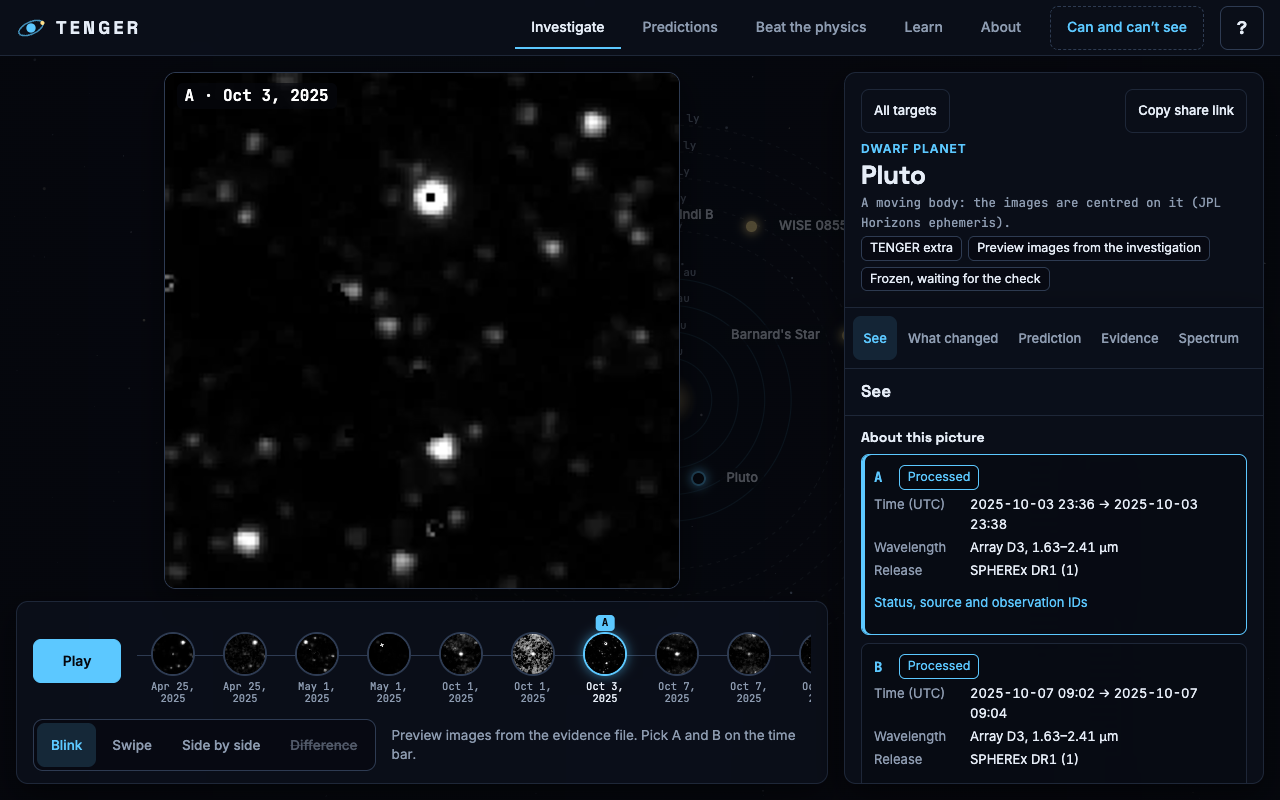 TENGER
Investigate
Predictions
Beat the physics
Learn
About
Can and can't see
?
A · Oct 3, 2025
ly
ly
ly
y
Indi B
WISE 0855
au
au
u
Barnard's Star
Pluto
All targets
Copy share link
DWARF PLANET
Pluto
A moving body: the images are centred on it (JPL
Horizons ephemeris).
TENGER extra
Preview images from the investigation
Frozen, waiting for the check
See
What changed
Prediction
Evidence
Spectrum
See
About this picture
A Processed
Time (UTC) 2025-10-03 23:36 → 2025-10-03
23:38
Wavelength Array D3, 1.63–2.41 µm
Release SPHEREx DR1 (1)
Status, source and observation IDs
B Processed
Time (UTC) 2025-10-07 09:02 → 2025-10-07
09:04
Wavelength Array D3, 1.63–2.41 µm
Release SPHEREx DR1 (1)
Play
A
Apr 25,
2025
Apr 25,
2025
May 1,
2025
May 1,
2025
Oct 1,
2025
Oct 1,
2025
Oct 3,
2025
Oct 7,
2025
Oct 7,
2025
Blink
Swipe
Side by side
Difference
Preview images from the evidence file. Pick A and B on the time
bar.